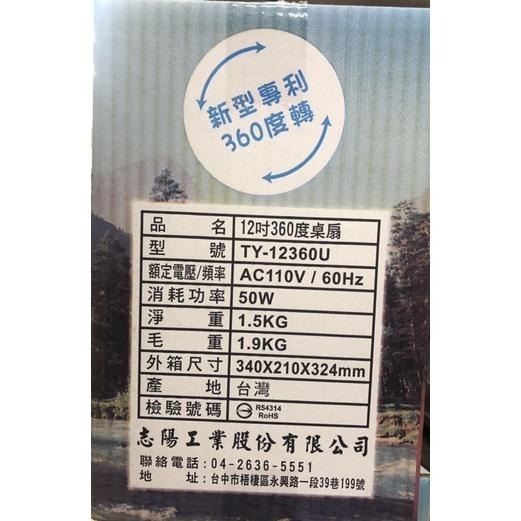 新型專利
360度轉
品名 12吋360度桌扇
型號 TY-12360U
額定電壓/頻率 AC110V / 60Hz
消耗功率 50W
淨重 1.5KG
毛重 1.9KG
外箱尺寸 340X210X324mm
產地 台灣
檢驗號碼 R54314 RoHS
志陽工業股份有限公司
聯絡電話:04-2636-5551
地址:台中市梧棲區永興路一段39巷199號